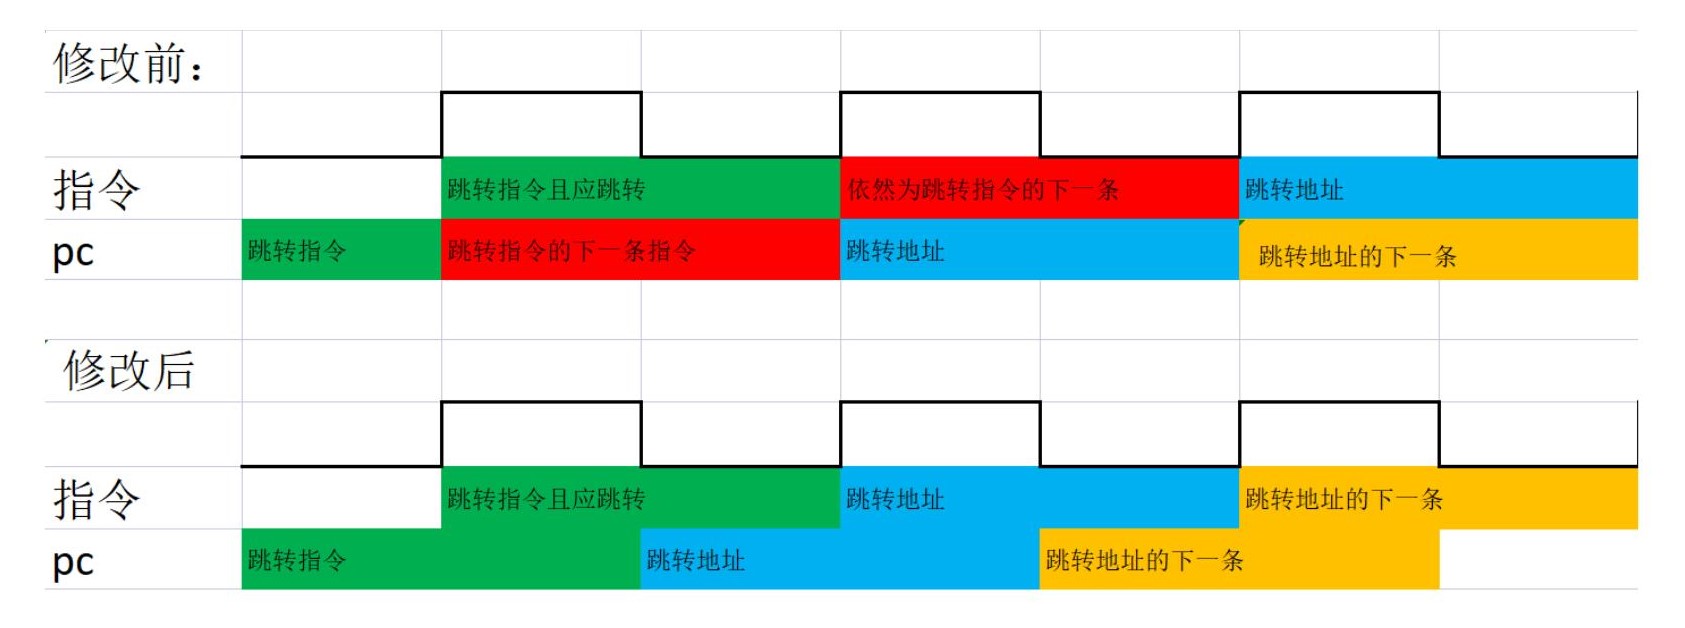 修改前：
指令 跳转指令且应跳转 依然为跳转指令的下一条 跳转地址
pc 跳转指令 跳转指令的下一条指令 跳转地址 跳转地址的下一条
修改后
指令 跳转指令且应跳转 跳转地址 跳转地址的下一条
pc 跳转指令 跳转地址 跳转地址的下一条